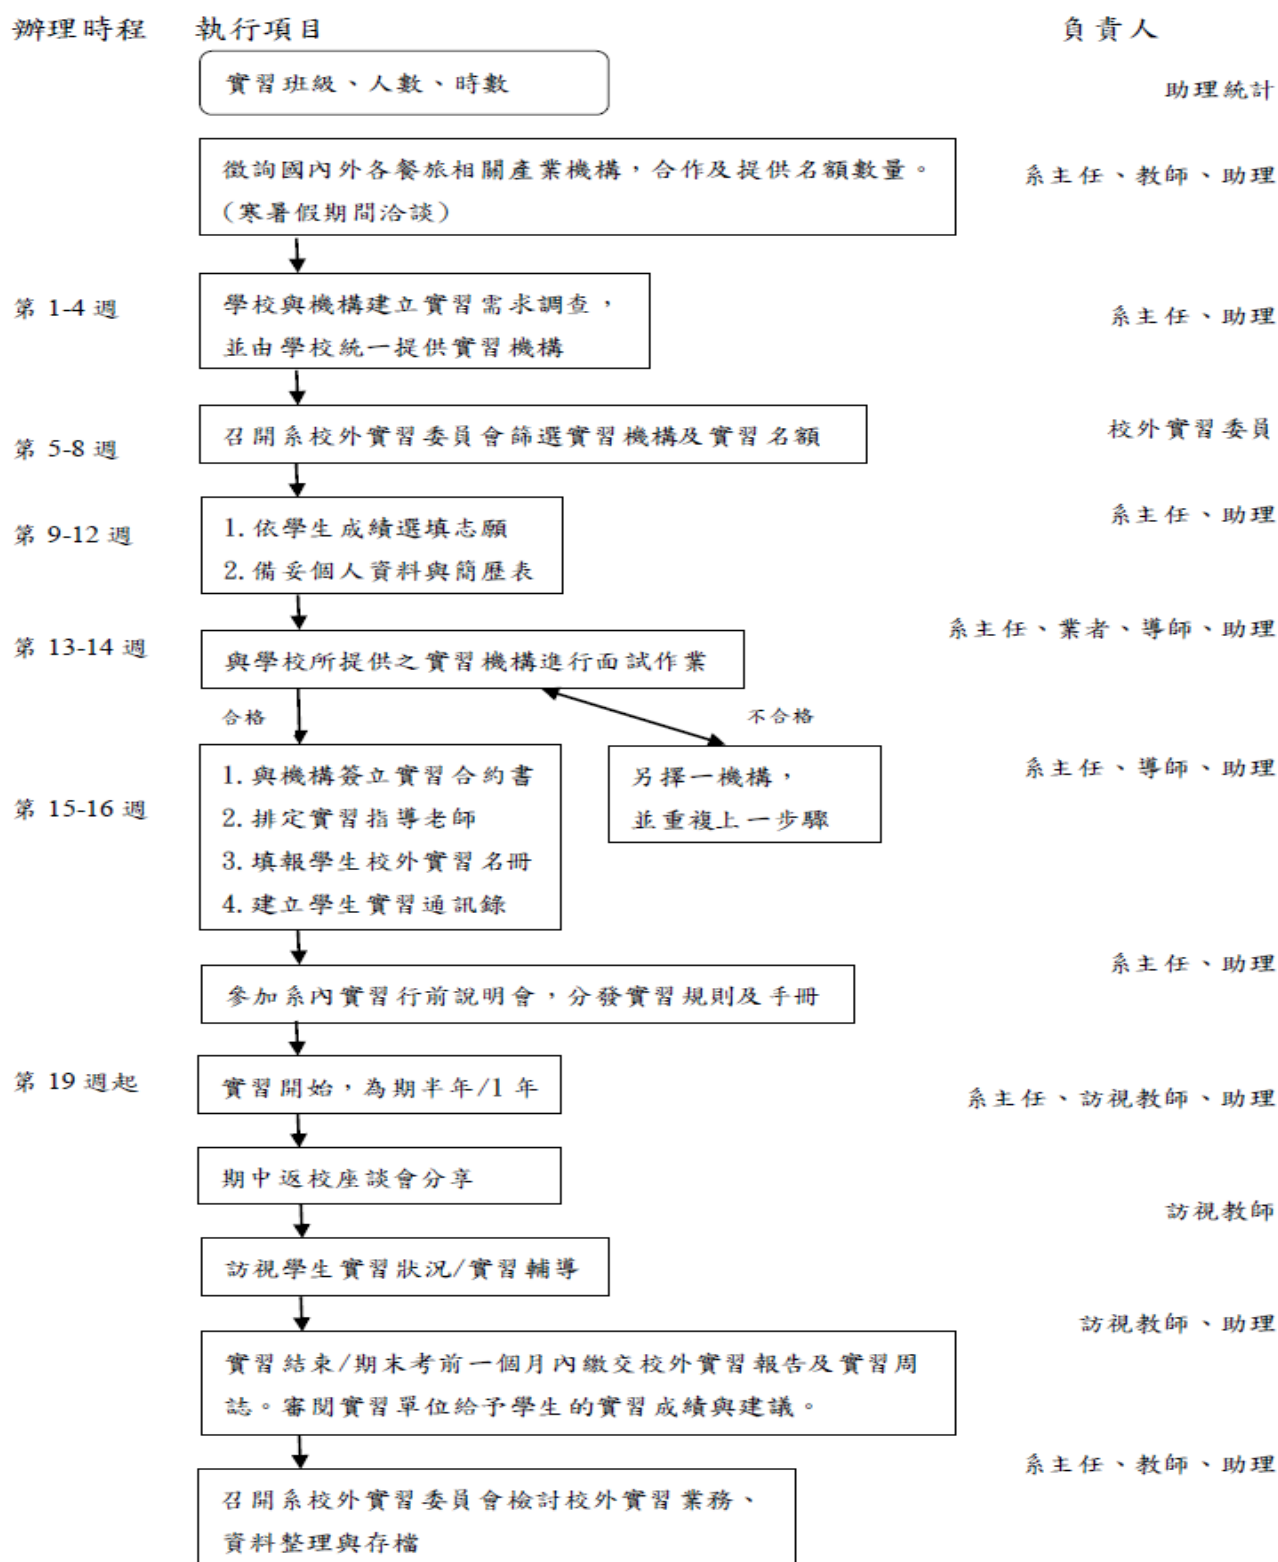 辦理時程 執行項目 負責人
實習班級、人數、時數
助理統計
徵詢國內外各餐旅相關產業機構，合作及提供名額數量。
(寒暑假期間洽談)
系主任、教師、助理
第 1-4 週
學校與機構建立實習需求調查，
並由學校統一提供實習機構
系主任、助理
第 5-8 週
召開系校外實習委員會篩選實習機構及實習名額
校外實習委員
第 9-12 週
1.依學生成績選填志願
2.備妥個人資料與簡歷表
系主任、助理
第 13-14 週
與學校所提供之實習機構進行面試作業
系主任、業者、導師、助理
合格
不合格
第 15-16 週
1.與機構簽立實習合約書
2.排定實習指導老師
3.填報學生校外實習名冊
4.建立學生實習通訊錄
另擇一機構，
並重複上一步驟
系主任、導師、助理
參加系內實習行前說明會，分發實習規則及手冊
系主任、助理
第 19 週起
實習開始，為期半年/1 年
系主任、訪視教師、助理
期中返校座談會分享
訪視教師
訪視學生實習狀況/實習輔導
訪視教師、助理
實習結束/期末考前一個月內繳交校外實習報告及實習周
誌。審閱實習單位給予學生的實習成績與建議。
系主任、教師、助理
召開系校外實習委員會檢討校外實習業務、
資料整理與存檔